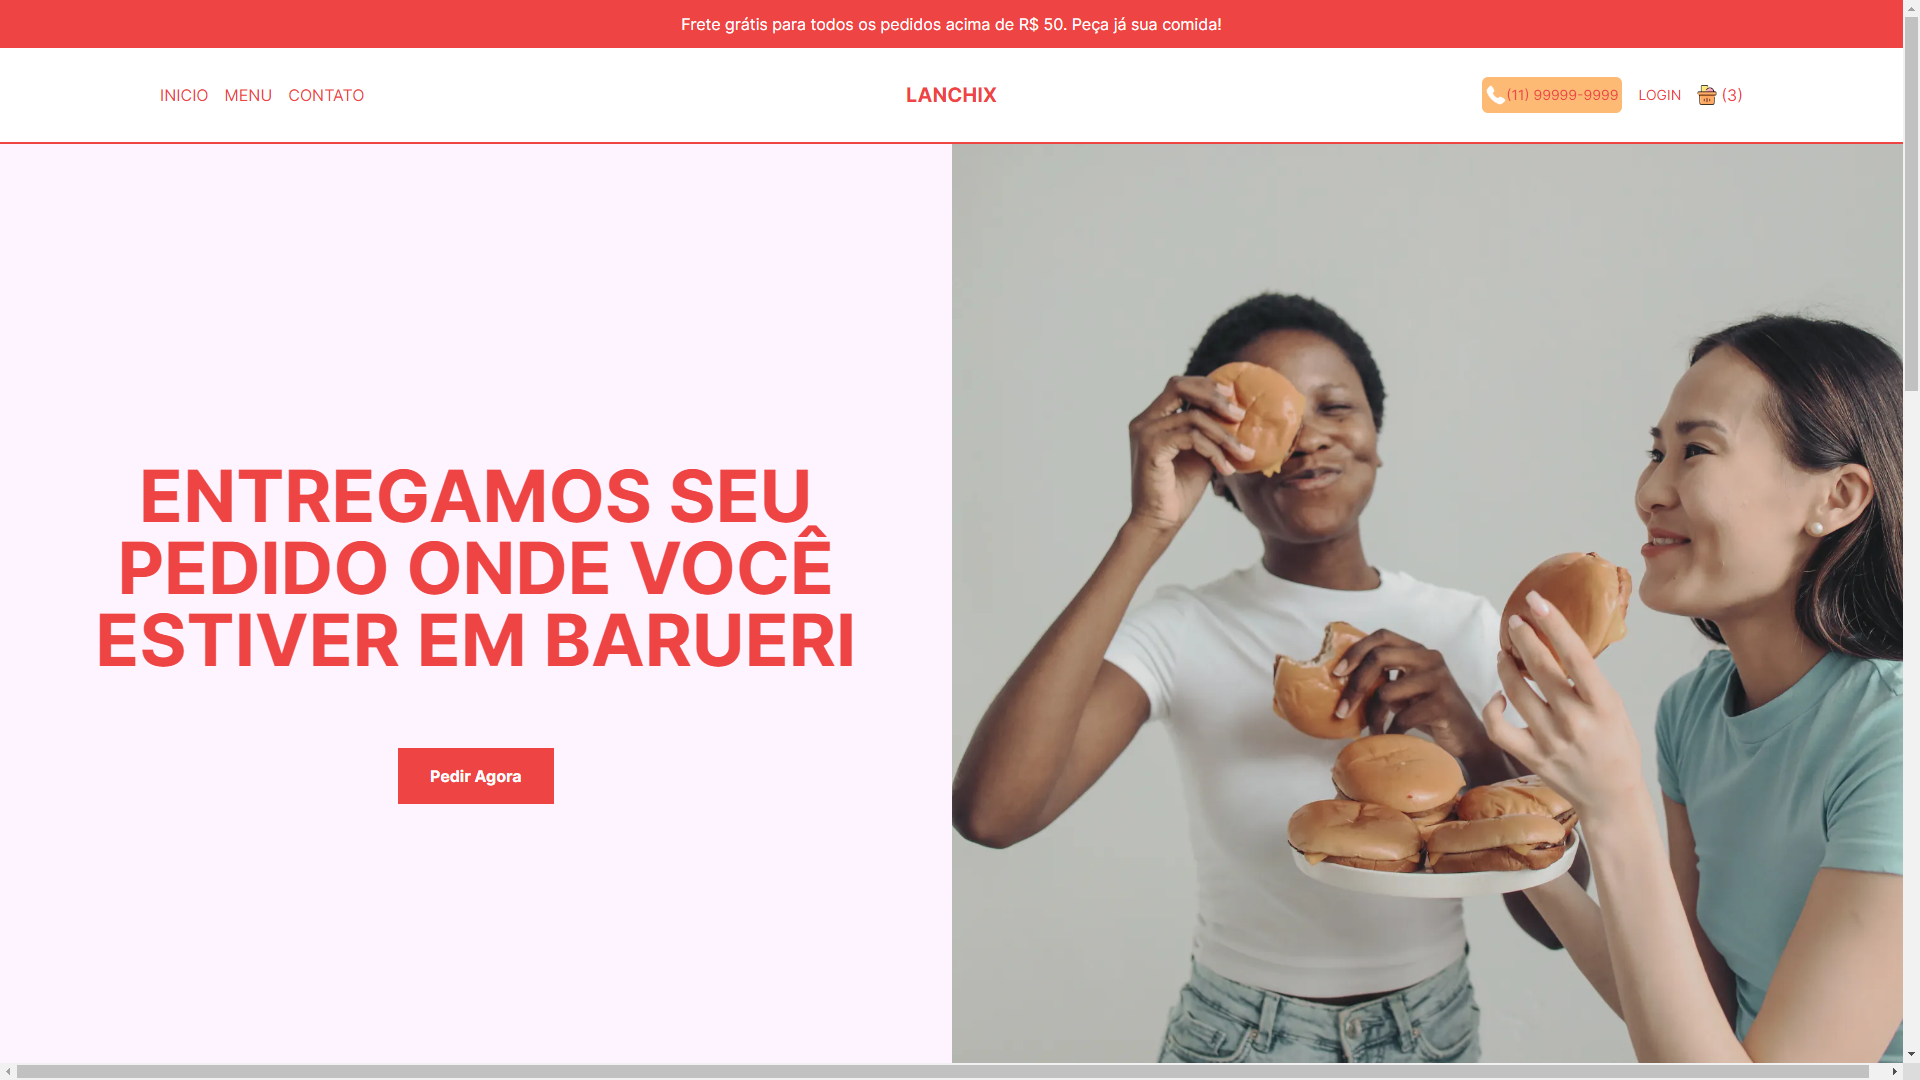 Frete grátis para todos os pedidos acima de R$ 50. Peça já sua comida!
INICIO MENU CONTATO
LANCHIX
(11) 99999-9999 LOGIN (3)
ENTREGAMOS SEU
PEDIDO ONDE VOCÊ
ESTIVER EM BARUERI
Pedir Agora